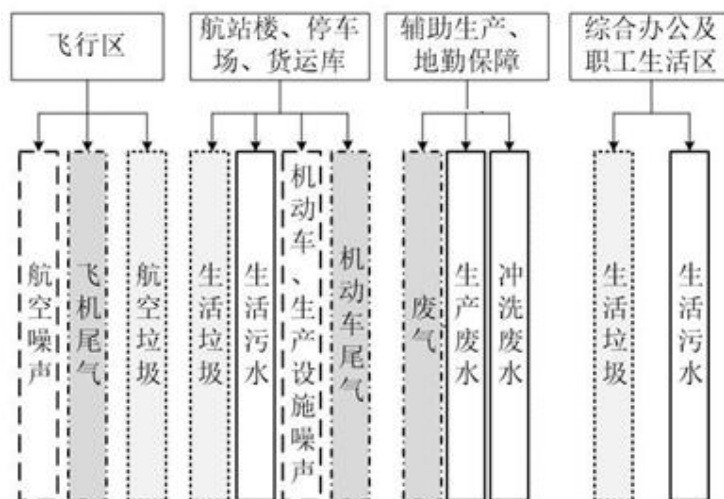 飞行区
航站楼、停车
场、货运库
辅助生产、
地勤保障
综合办公及
职工生活区
航空噪声
飞机尾气
航空垃圾
生活垃圾
生活污水
机动车、生产设施噪声
机动车尾气
废气
生产废水
冲洗废水
生活垃圾
生活污水